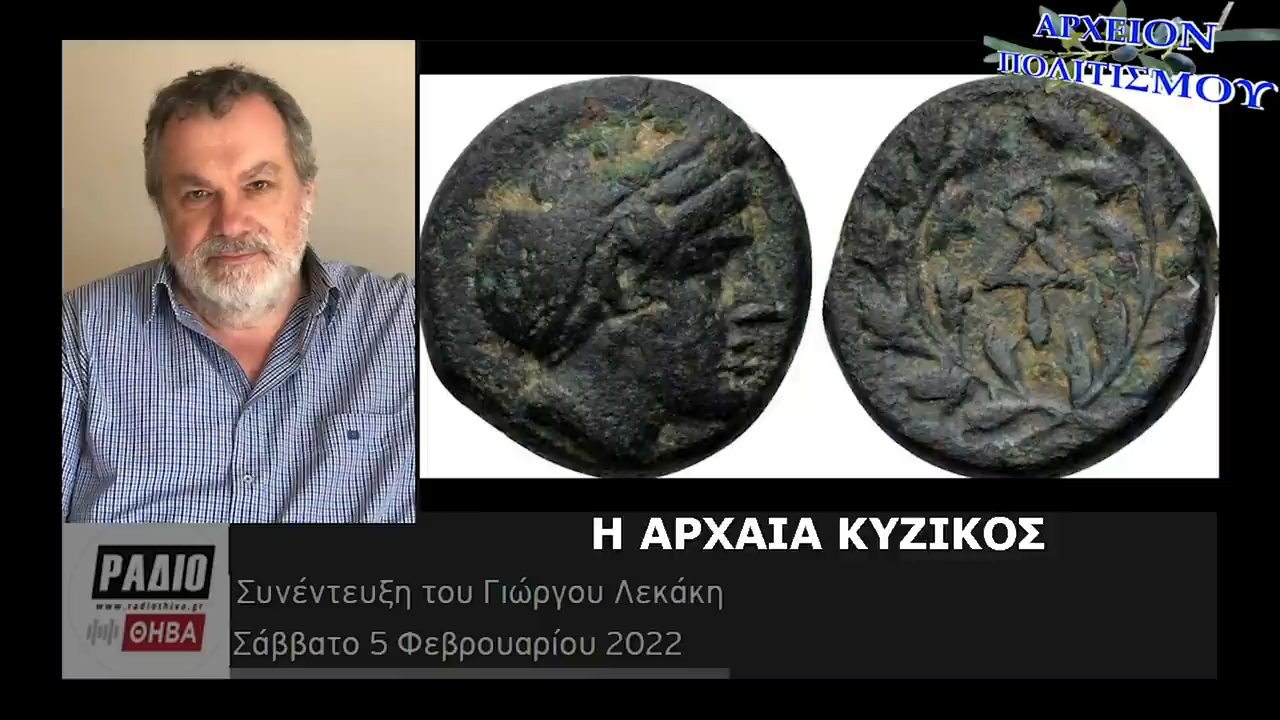 ΑΡΧΕΙΟΝ
ΠΟΛΙΤΙΣΜΟΥ
Η ΑΡΧΑΙΑ ΚΥΖΙΚΟΣ
Συνέντευξη του Γιώργου Λεκάκη
Σάββατο 5 Φεβρουαρίου 2022
ΡΑΔΙΟ
www.radiothiva.gr
ΘΗΒΑ